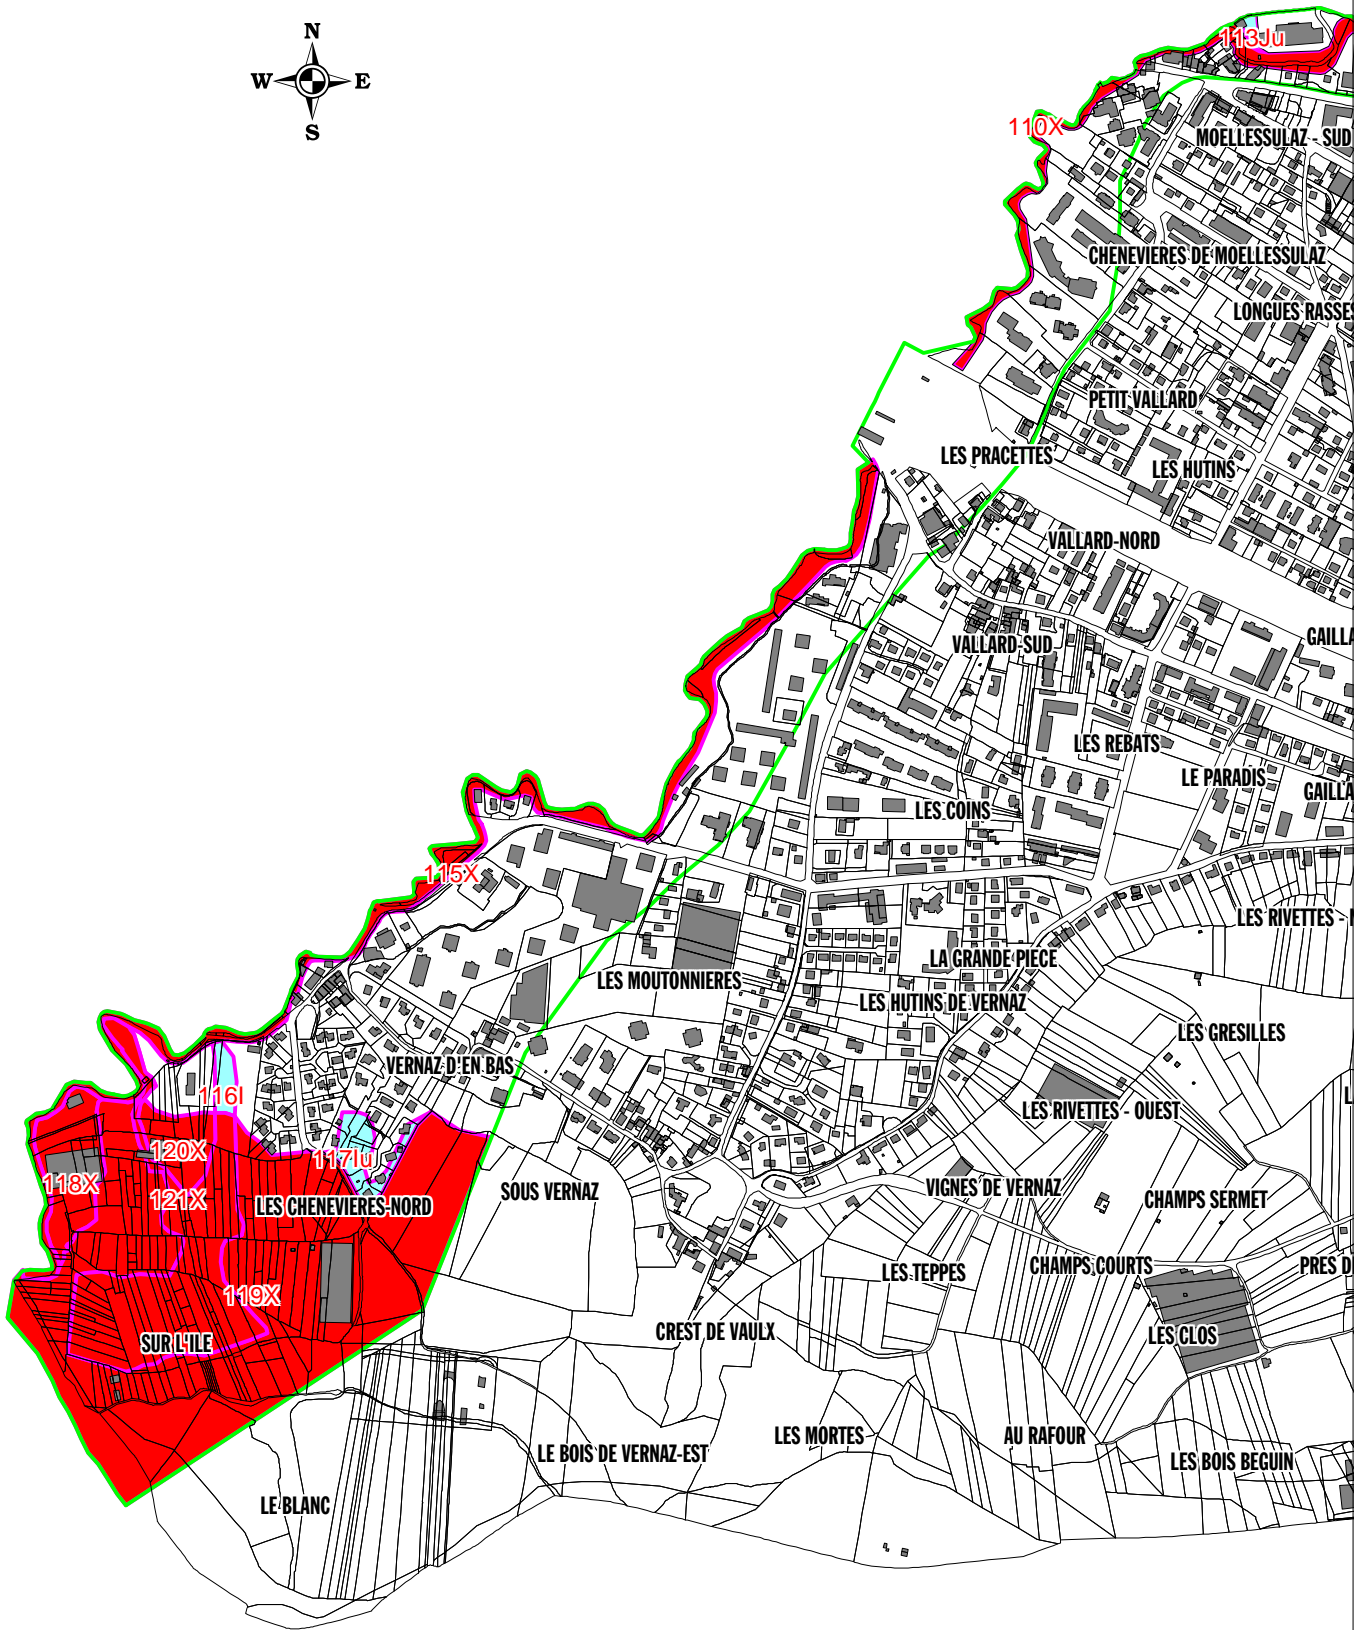 N
W E
S
113Ju
110X
MOELLESSULAZ - SUD
CHENEVIERES DE MOELLESSULAZ
LONGUES RASSES
PETIT VALLARD
LES PRACETTES
LES HUTINS
VALLARD-NORD
GAILLA
VALLARD-SUD
LES REBATS
LE PARADIS
GAILLA
LES COINS
115X
LES RIVETTES -
LA GRANDE PIECE
LES MOUTONNIERES
LES HUTINS DE VERNAZ
LES GRESILLES
VERNAZ D'EN BAS
116I
LES RIVETTES - OUEST
L
120X
117Iu
118X
121X
LES CHENEVIERES-NORD
SOUS VERNAZ
VIGNES DE VERNAZ
CHAMPS SERMET
LES TEPPES
CHAMPS COURTS
PRES D
119X
SUR L'ILE
CREST DE VAULX
LES CLOS
LES MORTES
AU RAFOUR
LE BOIS DE VERNAZ-EST
LES BOIS BEGUIN
LE BLANC